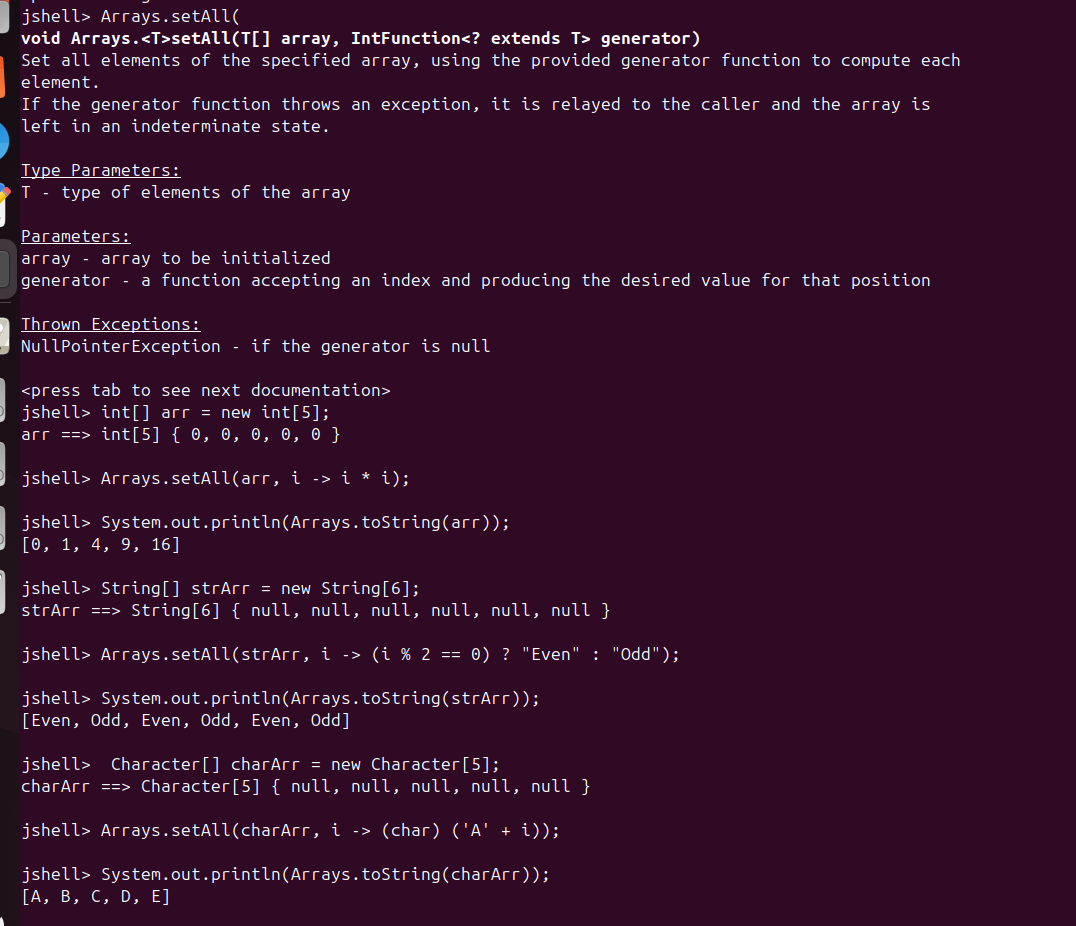 jshell> Arrays.setAll(
void Arrays.<T>setAll(T[] array, IntFunction<? extends T> generator)
Set all elements of the specified array, using the provided generator function to compute each
element.
If the generator function throws an exception, it is relayed to the caller and the array is
left in an indeterminate state.
Type Parameters:
T - type of elements of the array
Parameters:
array - array to be initialized
generator - a function accepting an index and producing the desired value for that position
Thrown Exceptions:
NullPointerException - if the generator is null
<press tab to see next documentation>
jshell> int[] arr = new int[5];
arr ==> int[5] { 0, 0, 0, 0, 0 }
jshell> Arrays.setAll(arr, i -> i * i);
jshell> System.out.println(Arrays.toString(arr));
[0, 1, 4, 9, 16]
jshell> String[] strArr = new String[6];
strArr ==> String[6] { null, null, null, null, null, null }
jshell> Arrays.setAll(strArr, i -> (i % 2 == 0) ? "Even" : "Odd");
jshell> System.out.println(Arrays.toString(strArr));
[Even, Odd, Even, Odd, Even, Odd]
jshell>  Character[] charArr = new Character[5];
charArr ==> Character[5] { null, null, null, null, null }
jshell> Arrays.setAll(charArr, i -> (char) ('A' + i));
jshell> System.out.println(Arrays.toString(charArr));
[A, B, C, D, E]